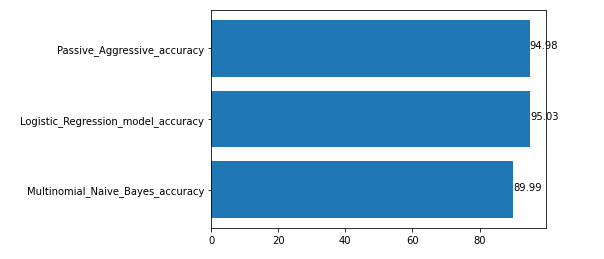 Passive_Aggressive_accuracy
94.98
Logistic_Regression_model_accuracy
95.03
Multinomial_Naive_Bayes_accuracy
89.99
0 20 40 60 80